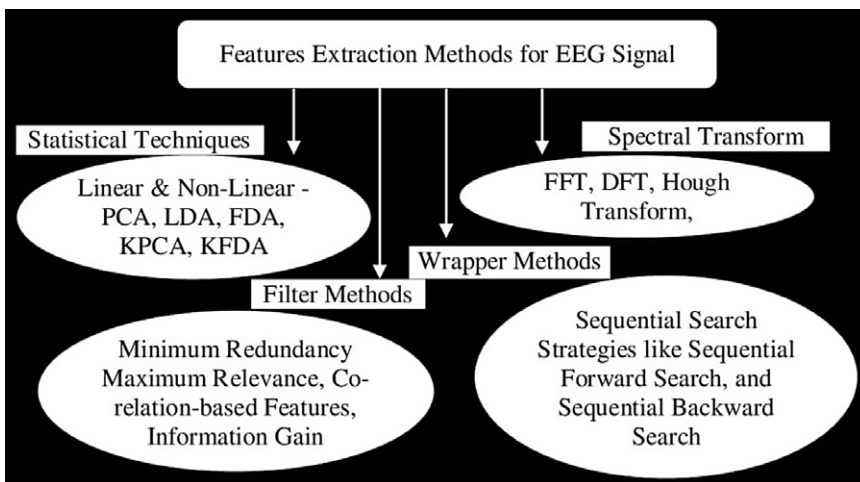 Features Extraction Methods for EEG Signal
Statistical Techniques
Linear & Non-Linear -
PCA, LDA, FDA,
KPCA, KFDA
Spectral Transform
FFT, DFT, Hough
Transform,
Filter Methods
Minimum Redundancy
Maximum Relevance, Co-
relation-based Features,
Information Gain
Wrapper Methods
Sequential Search
Strategies like Sequential
Forward Search, and
Sequential Backward
Search